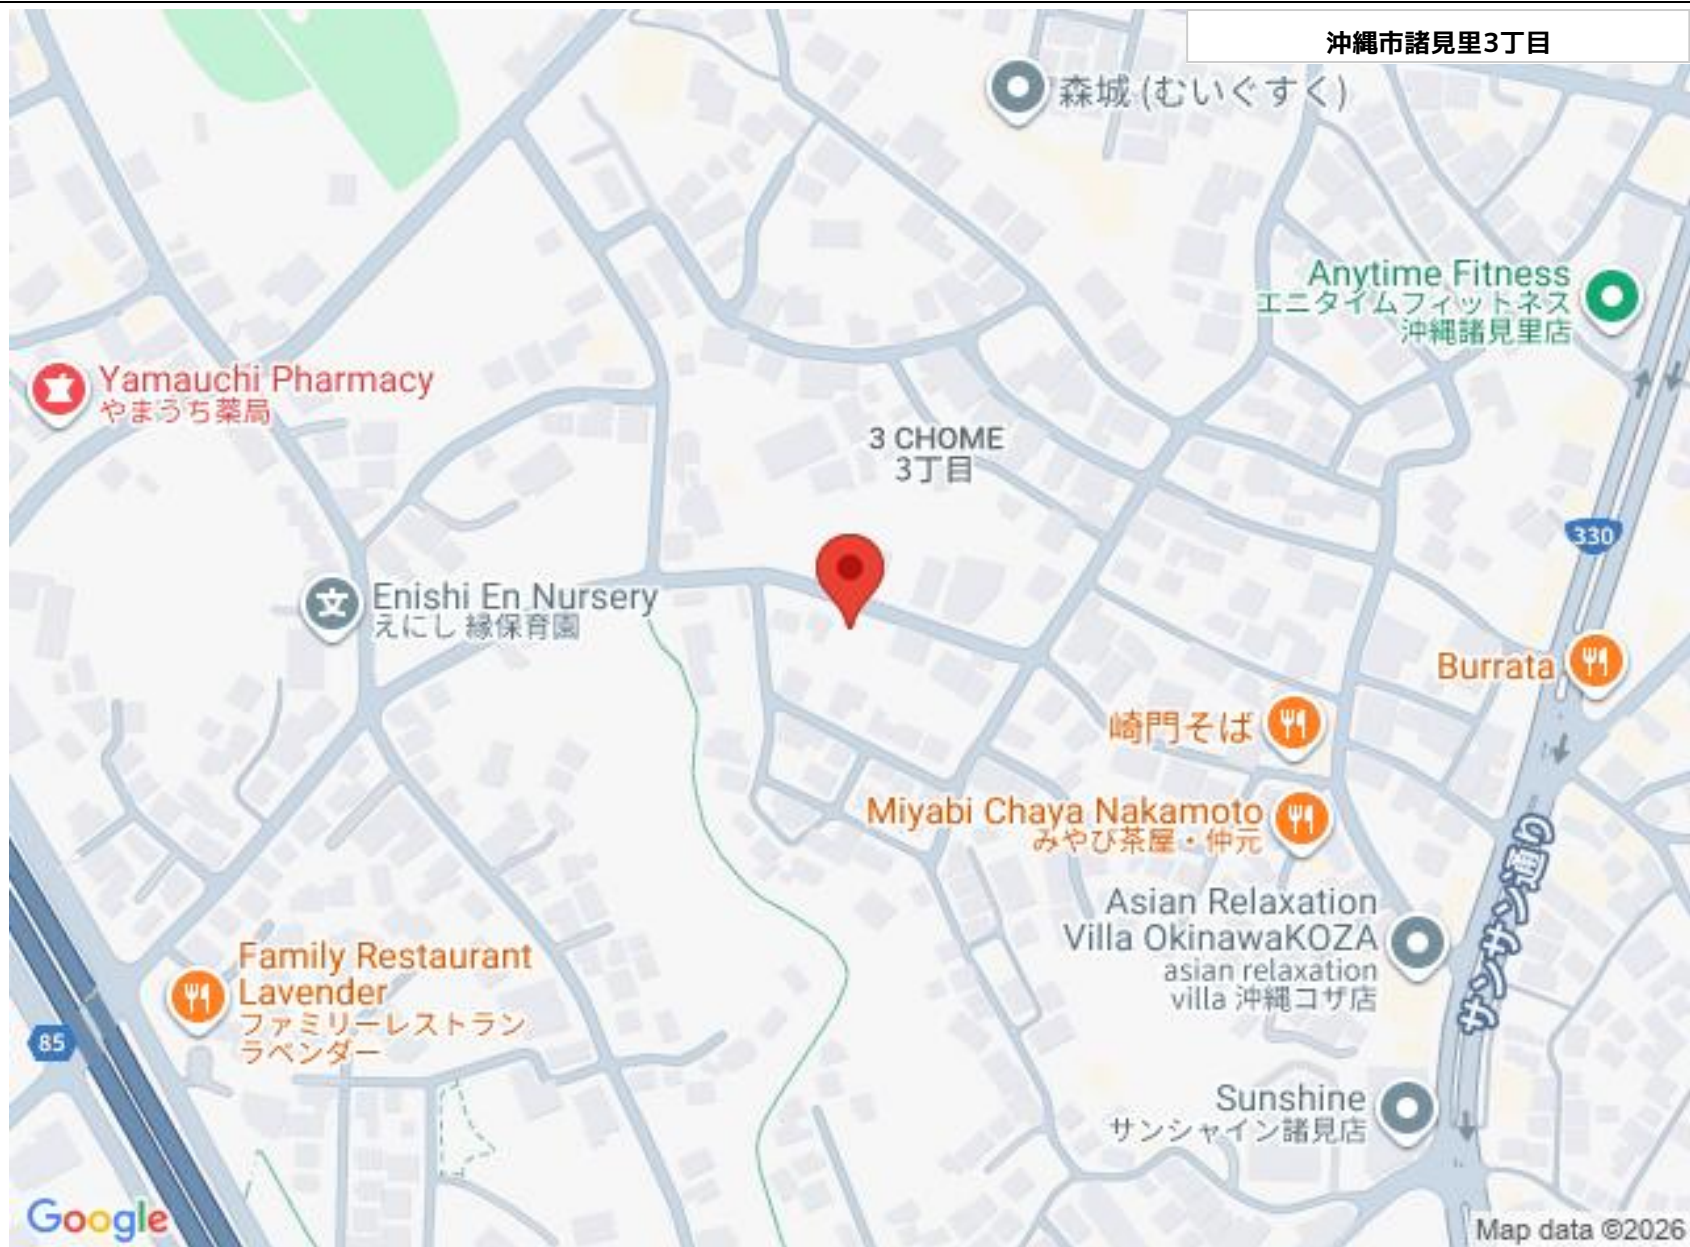 沖縄市諸見里3丁目
森城 (むいぐすく)
Anytime Fitness
エニタイムフィットネス
沖縄諸見里店
Yamauchi Pharmacy
やまうち薬局
3 CHOME
3丁目
330
Enishi En Nursery
えにし 縁保育園
Burrata
崎門そば
Miyabi Chaya Nakamoto
みやび茶屋・仲元
サンサン通り
Asian Relaxation
Villa OkinawaKOZA
asian relaxation
villa 沖縄コザ店
Family Restaurant
Lavender
ファミリーレストラン
ラベンダー
85
Sunshine
サンシャイン諸見店
Google
Map data ©2026